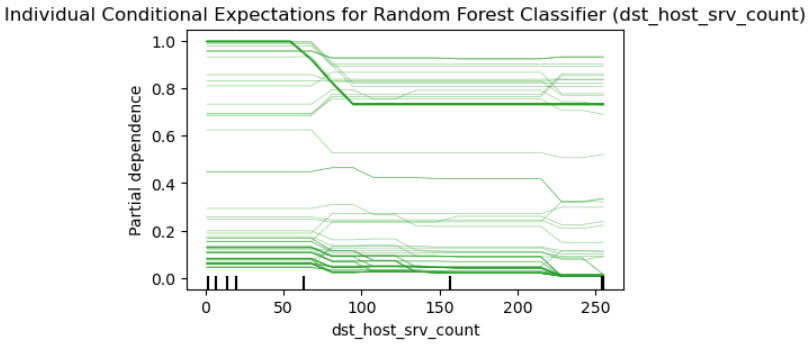 Individual Conditional Expectations for Random Forest Classifier (dst_host_srv_count)
1.0
0.8
0.6
0.4
0.2
0.0
Partial dependence
0 50 100 150 200 250
dst_host_srv_count